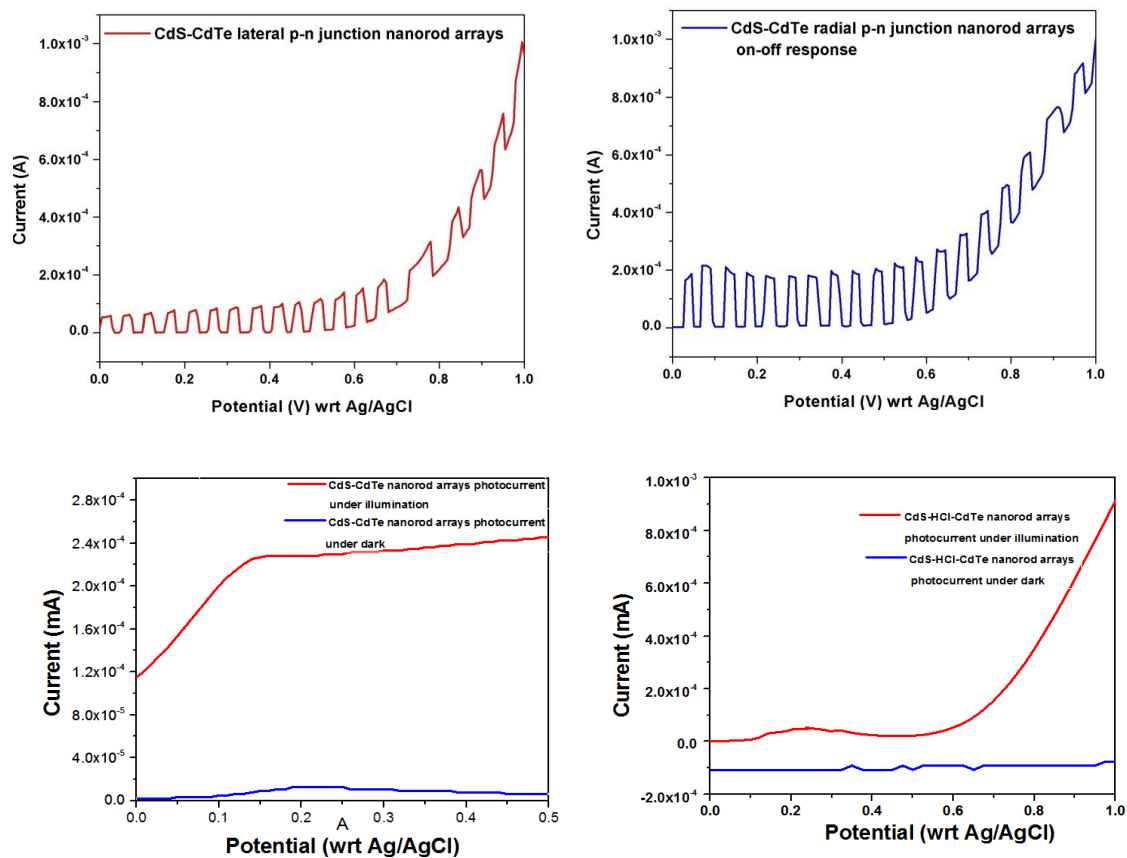 CdS-CdTe lateral p-n junction nanorod arrays
1.0x10⁻³
8.0x10⁻⁴
6.0x10⁻⁴
4.0x10⁻⁴
2.0x10⁻⁴
0.0
Current (A)
0.0 0.2 0.4 0.6 0.8 1.0
Potential (V) wrt Ag/AgCl
CdS-CdTe radial p-n junction nanorod arrays
on-off response
1.0x10⁻³
8.0x10⁻⁴
6.0x10⁻⁴
4.0x10⁻⁴
2.0x10⁻⁴
0.0
Current (A)
0.0 0.2 0.4 0.6 0.8 1.0
Potential (V) wrt Ag/AgCl
CdS-CdTe nanorod arrays photocurrent
under illumination
CdS-CdTe nanorod arrays photocurrent
under dark
2.8x10⁻⁴
2.4x10⁻⁴
2.0x10⁻⁴
1.6x10⁻⁴
1.2x10⁻⁴
8.0x10⁻⁵
4.0x10⁻⁵
0.0
Current (mA)
0.0 0.1 0.2 0.3 0.4 0.5
A
Potential (wrt Ag/AgCl)
CdS-HCl-CdTe nanorod arrays
photocurrent under illumination
CdS-HCl-CdTe nanorod arrays
photocurrent under dark
1.0x10⁻³
8.0x10⁻⁴
6.0x10⁻⁴
4.0x10⁻⁴
2.0x10⁻⁴
0.0
-2.0x10⁻⁴
Current (mA)
0.0 0.2 0.4 0.6 0.8 1.0
Potential (wrt Ag/AgCl)